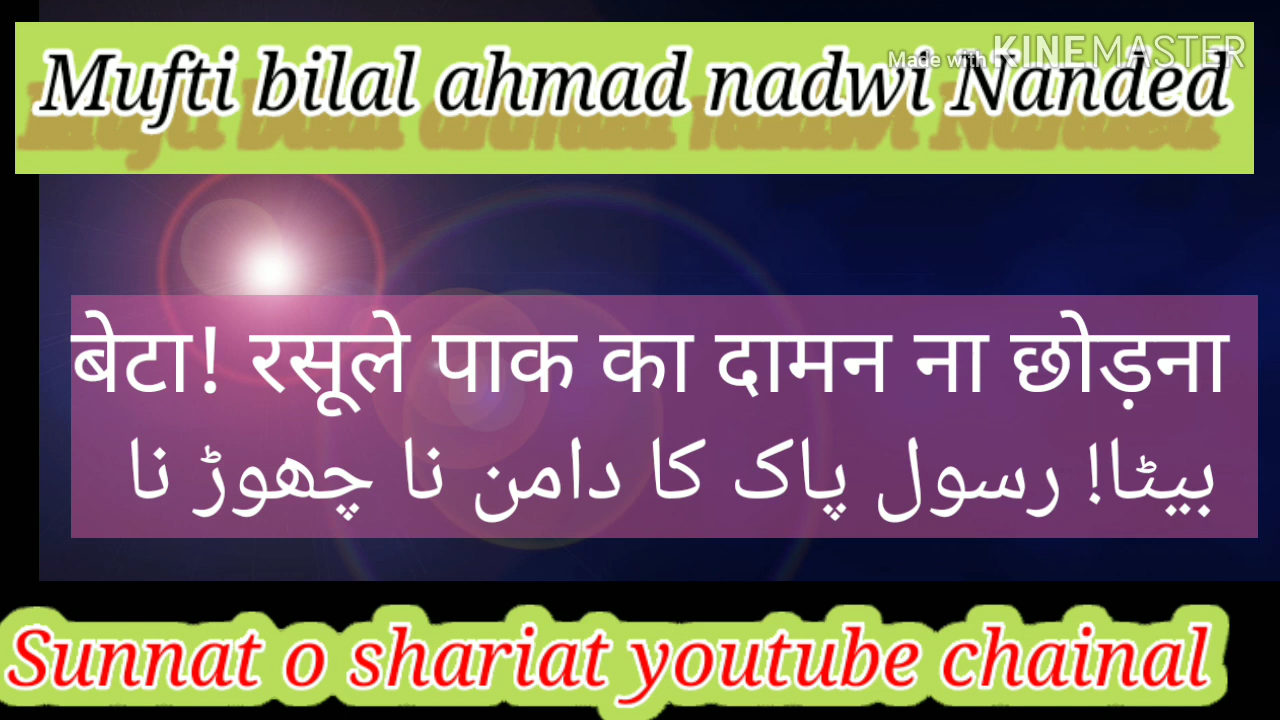 Mufti bilal ahmad nadwi Nanded
Made with KINEMASTER
बेटा! रसूले पाक का दामन ना छोड़ना
بیٹا! رسول پاک کا دامن نا چھوڑ نا
Sunnat o shariat youtube chainal